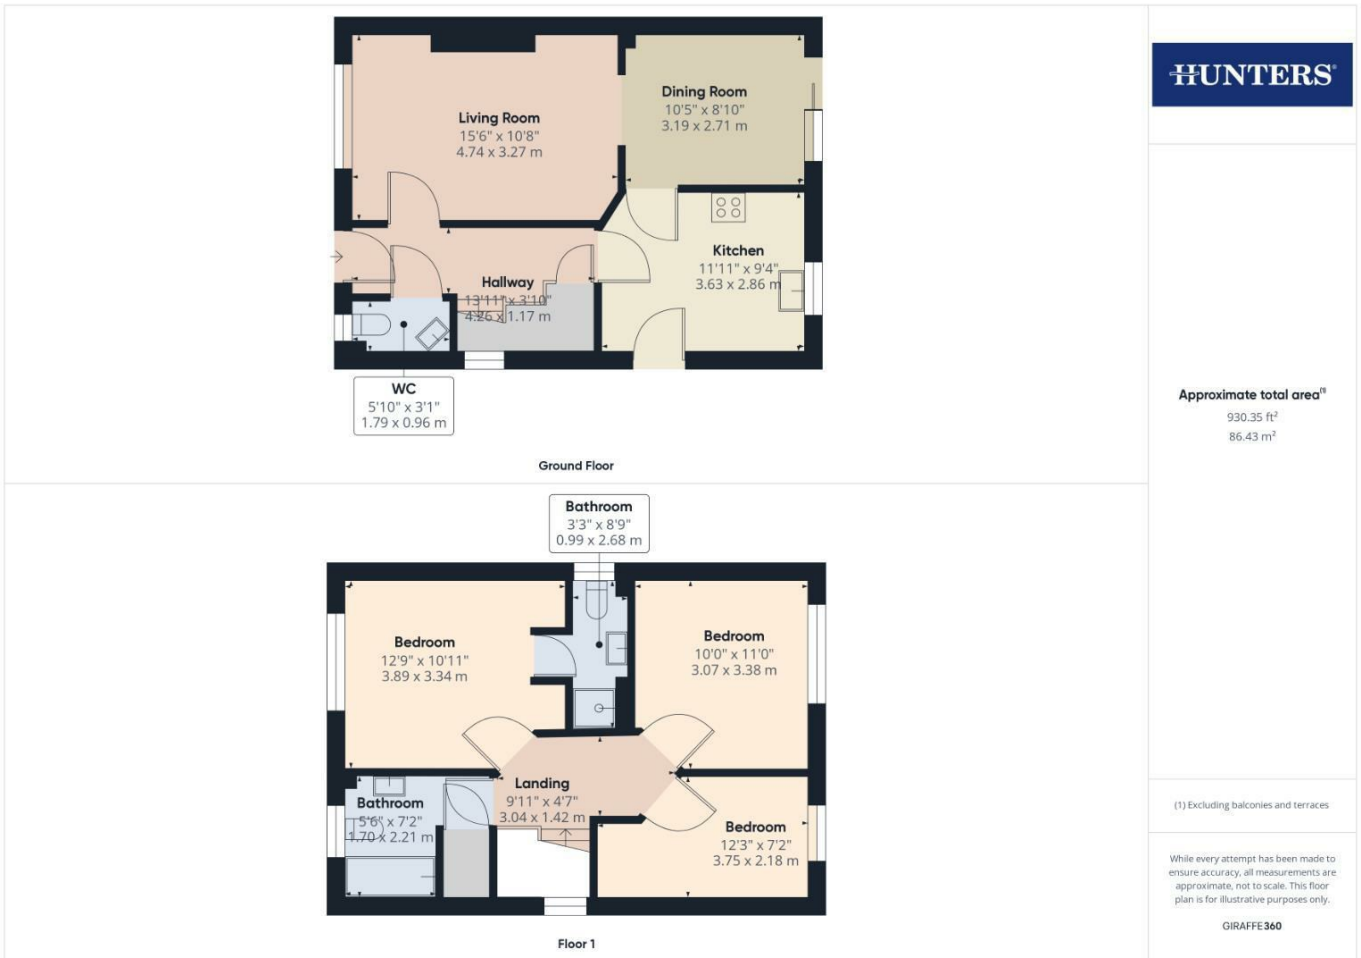 Living Room
15'6" x 10'8"
4.74 x 3.27 m
Dining Room
10'5" x 8'10"
3.19 x 2.71 m
Kitchen
11'11" x 9'4"
3.63 x 2.86 m
Hallway
13'11" x 3'10"
4.26 x 1.17 m
WC
5'10" x 3'1"
1.79 x 0.96 m
Ground Floor
Bathroom
3'3" x 8'9"
0.99 x 2.68 m
Bedroom
12'9" x 10'11"
3.89 x 3.34 m
Bedroom
10'0" x 11'0"
3.07 x 3.38 m
Landing
9'11" x 4'7"
3.04 x 1.42 m
Bathroom
5'6" x 7'2"
1.70 x 2.21 m
Bedroom
12'3" x 7'2"
3.75 x 2.18 m
Floor 1
HUNTERS®
Approximate total area⁽¹⁾
930.35 ft²
86.43 m²
(1) Excluding balconies and terraces
While every attempt has been made to
ensure accuracy, all measurements are
approximate, not to scale. This floor
plan is for illustrative purposes only.
GIRAFFE360